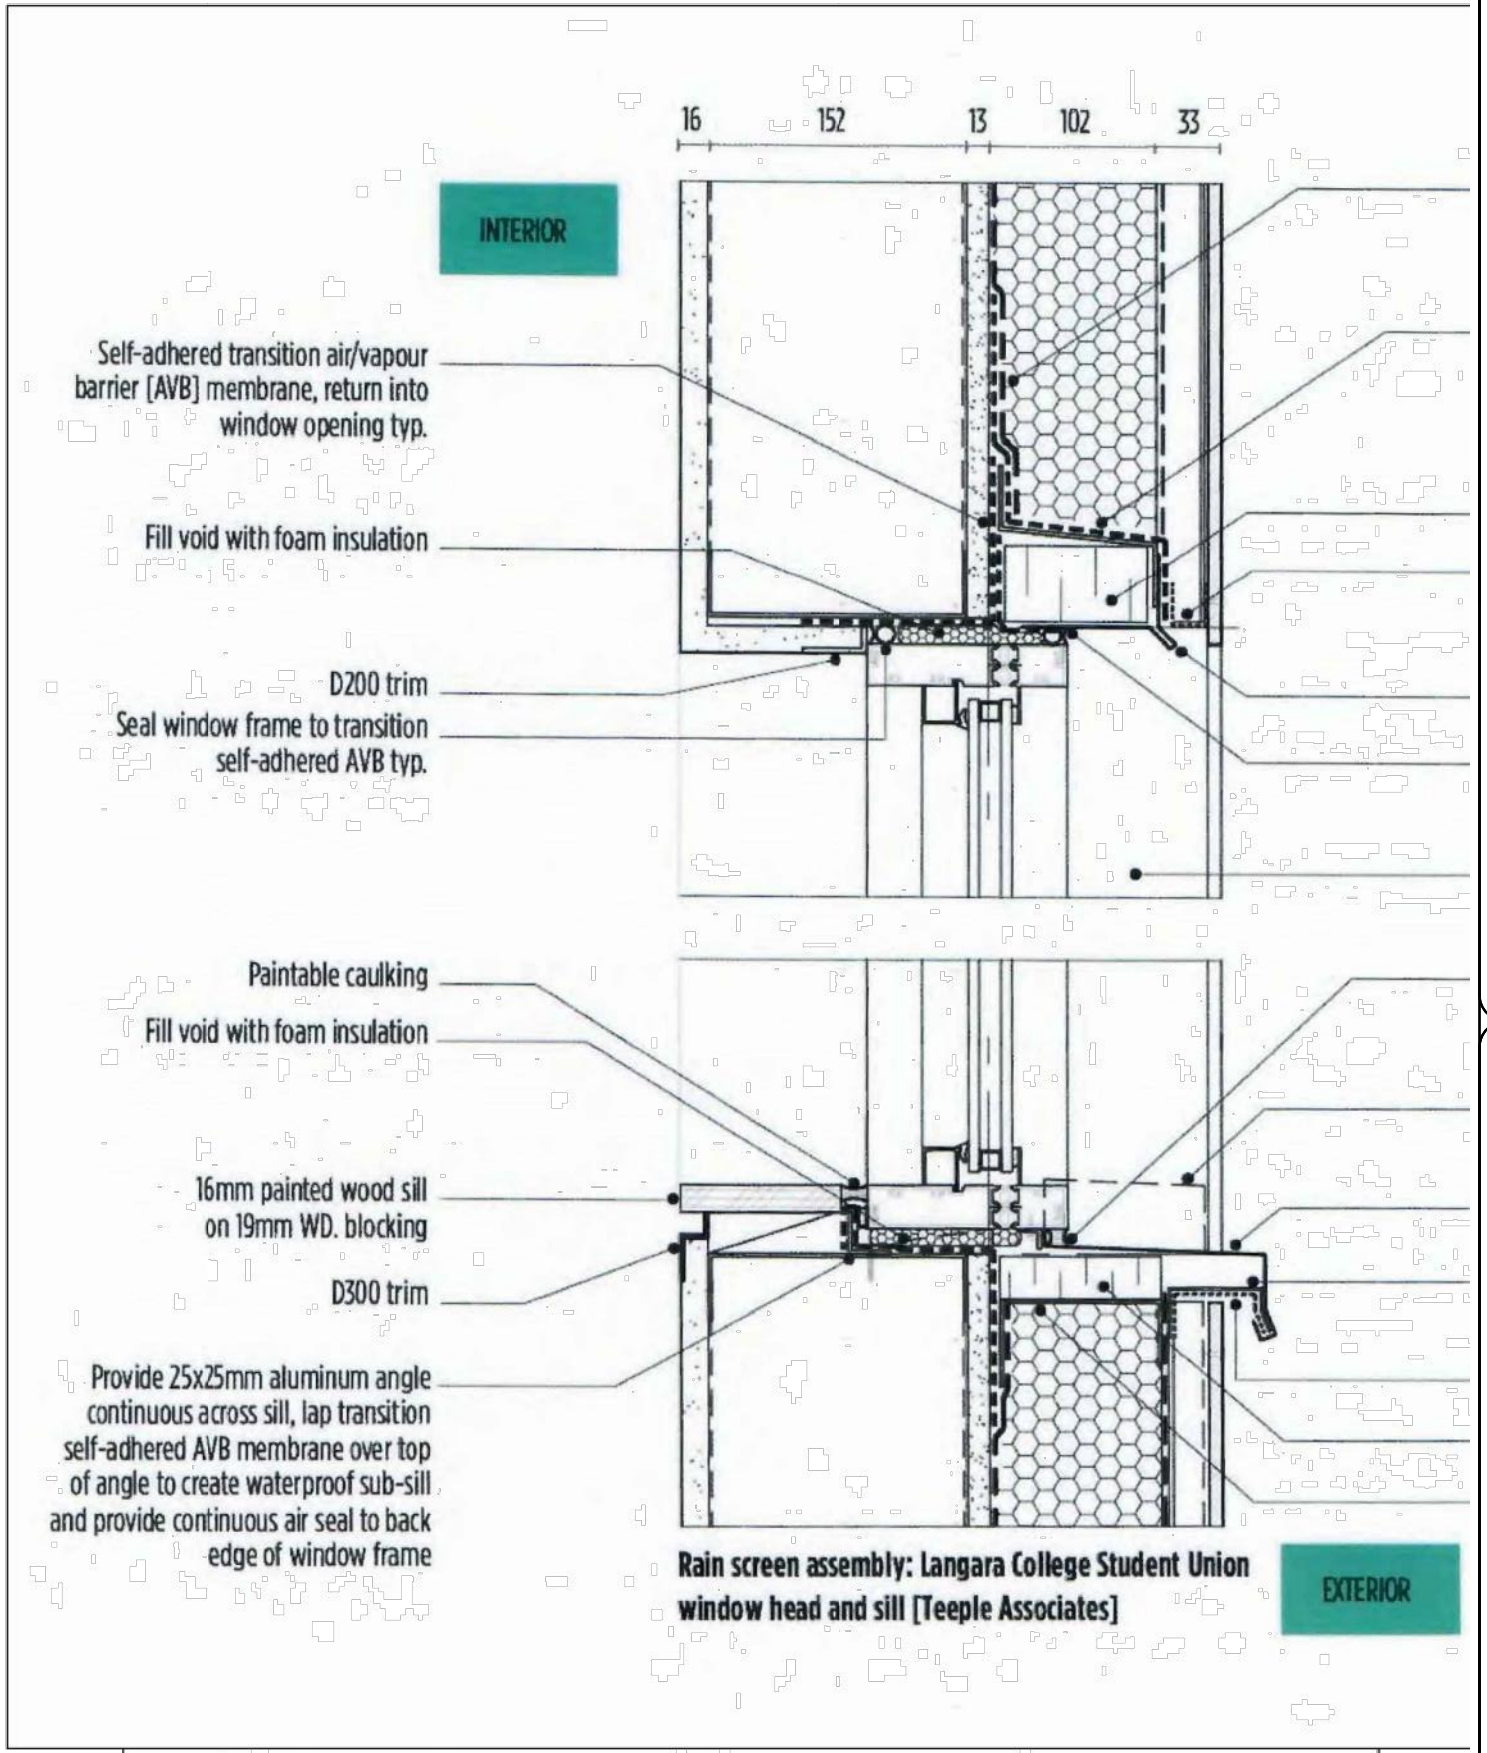 16 152 13 102 33
INTERIOR
Self-adhered transition air/vapour
barrier [AVB] membrane, return into
window opening typ.
Fill void with foam insulation
D200 trim
Seal window frame to transition
self-adhered AVB typ.
Paintable caulking
Fill void with foam insulation
16mm painted wood sill
on 19mm WD. blocking
D300 trim
Provide 25x25mm aluminum angle
continuous across sill, lap transition
self-adhered AVB membrane over top
of angle to create waterproof sub-sill
and provide continuous air seal to back
edge of window frame
Rain screen assembly: Langara College Student Union
window head and sill [Teeple Associates]
EXTERIOR